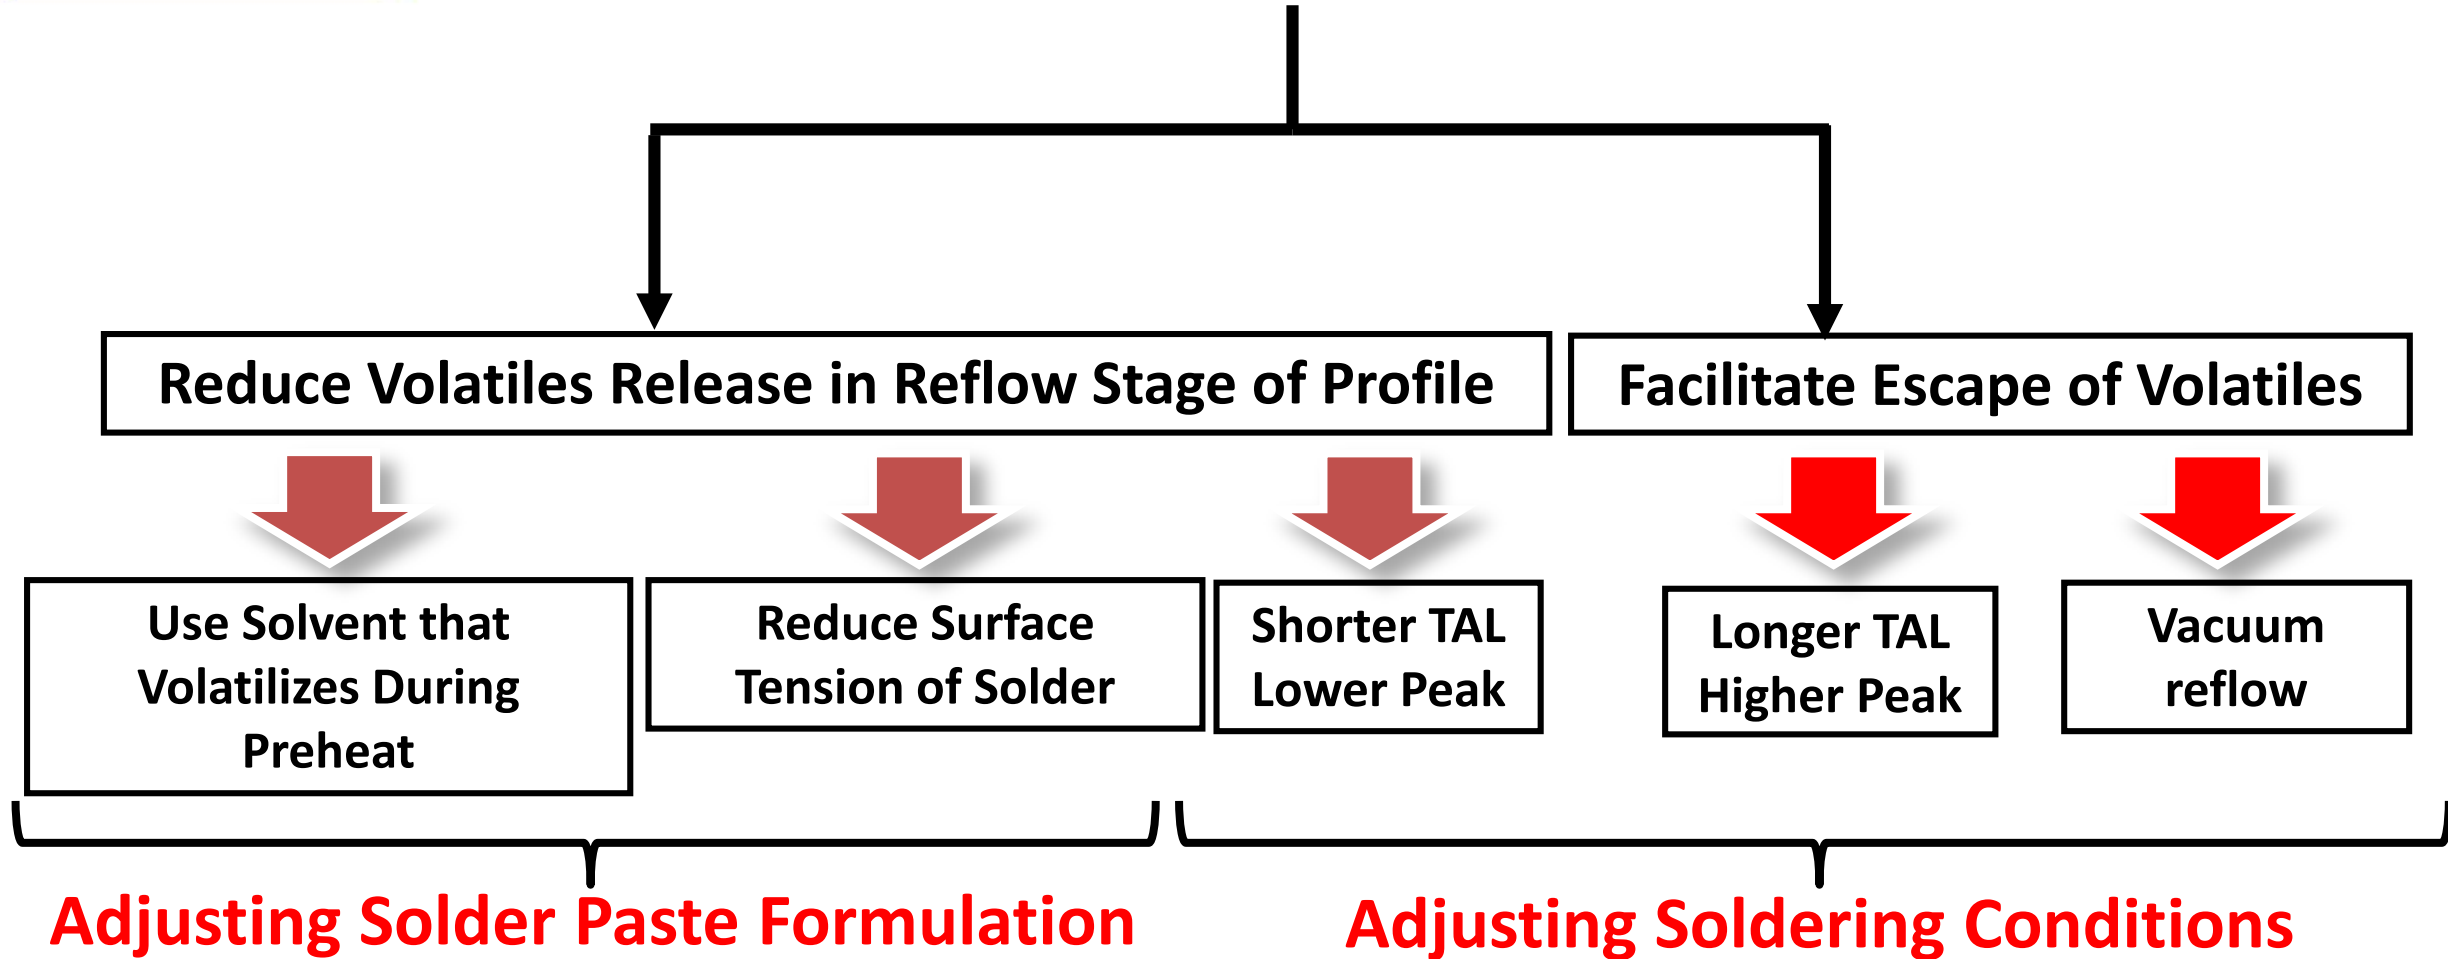 Reduce Volatiles Release in Reflow Stage of Profile
Facilitate Escape of Volatiles
Use Solvent that
Volatilizes During
Preheat
Reduce Surface
Tension of Solder
Shorter TAL
Lower Peak
Longer TAL
Higher Peak
Vacuum
reflow
Adjusting Solder Paste Formulation
Adjusting Soldering Conditions